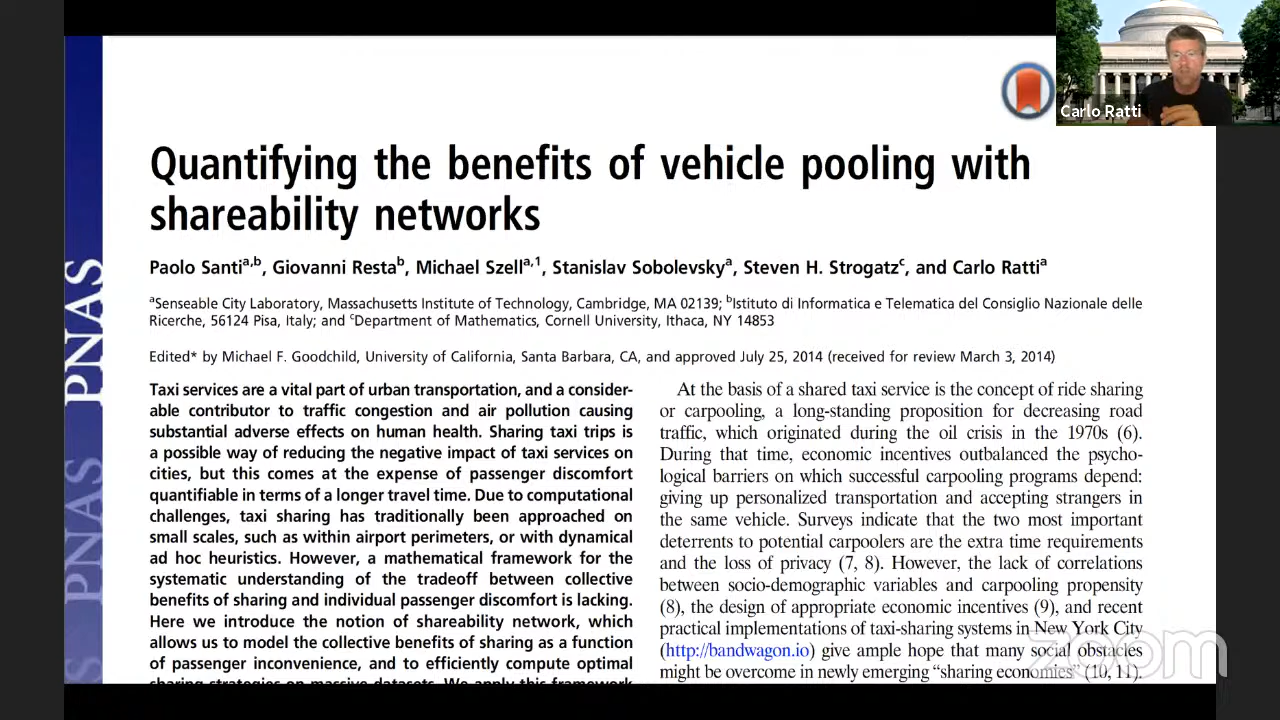 Carlo Ratti
PNAS
PNAS
Quantifying the benefits of vehicle pooling with
shareability networks
Paolo Santia,b, Giovanni Restab, Michael Szella,1, Stanislav Sobolevskya, Steven H. Strogatzc, and Carlo Rattia
aSenseable City Laboratory, Massachusetts Institute of Technology, Cambridge, MA 02139; bIstituto di Informatica e Telematica del Consiglio Nazionale delle
Ricerche, 56124 Pisa, Italy; and cDepartment of Mathematics, Cornell University, Ithaca, NY 14853
Edited* by Michael F. Goodchild, University of California, Santa Barbara, CA, and approved July 25, 2014 (received for review March 3, 2014)
Taxi services are a vital part of urban transportation, and a consider-
able contributor to traffic congestion and air pollution causing
substantial adverse effects on human health. Sharing taxi trips is
a possible way of reducing the negative impact of taxi services on
cities, but this comes at the expense of passenger discomfort
quantifiable in terms of a longer travel time. Due to computational
challenges, taxi sharing has traditionally been approached on
small scales, such as within airport perimeters, or with dynamical
ad hoc heuristics. However, a mathematical framework for the
systematic understanding of the tradeoff between collective
benefits of sharing and individual passenger discomfort is lacking.
Here we introduce the notion of shareability network, which
allows us to model the collective benefits of sharing as a function
of passenger inconvenience, and to efficiently compute optimal
sharing strategies on massive datasets. We apply this framework
At the basis of a shared taxi service is the concept of ride sharing
or carpooling, a long-standing proposition for decreasing road
traffic, which originated during the oil crisis in the 1970s (6).
During that time, economic incentives outbalanced the psycho-
logical barriers on which successful carpooling programs depend:
giving up personalized transportation and accepting strangers in
the same vehicle. Surveys indicate that the two most important
deterrents to potential carpoolers are the extra time requirements
and the loss of privacy (7, 8). However, the lack of correlations
between socio-demographic variables and carpooling propensity
(8), the design of appropriate economic incentives (9), and recent
practical implementations of taxi-sharing systems in New York City
(http://bandwagon.io) give ample hope that many social obstacles
might be overcome in newly emerging “sharing economies” (10, 11).
zoom